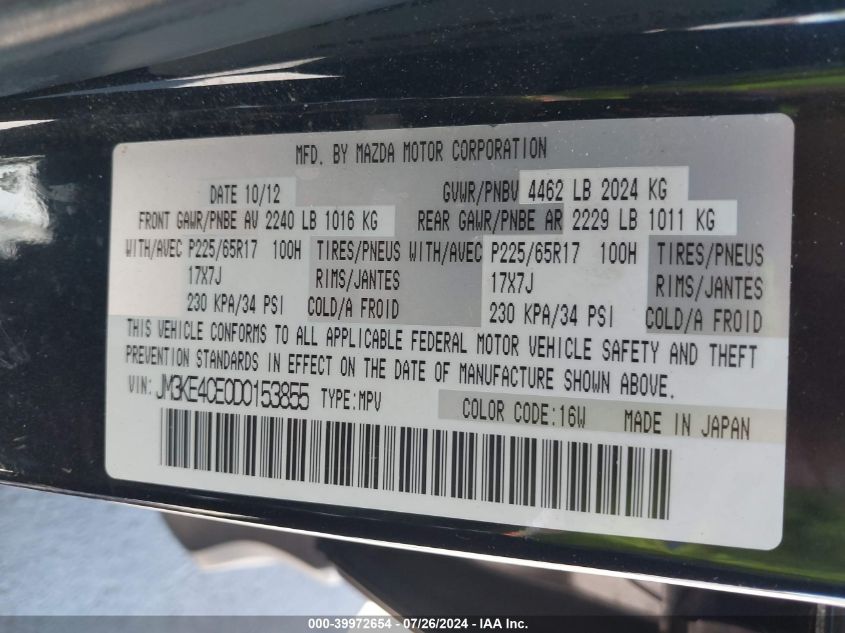 MFD. BY MAZDA MOTOR CORPORATION
DATE 10/12 GVWR/PNBV 4462 LB 2024 KG
FRONT GAWR/PNBE AV 2240 LB 1016 KG REAR GAWR/PNBE AR 2229 LB 1011 KG
WITH/AVEC P225/65R17 100H TIRES/PNEUS WITH/AVEC P225/65R17 100H TIRES/PNEUS
17X7J RIMS/JANTES 17X7J RIMS/JANTES
230 KPA/34 PSI COLD/A FROID 230 KPA/34 PSI COLD/A FROID
THIS VEHICLE CONFORMS TO ALL APPLICABLE FEDERAL MOTOR VEHICLE SAFETY AND THEFT
PREVENTION STANDARDS IN EFFECT ON THE DATE OF MANUFACTURE SHOWN ABOVE.
VIN: JM3KE4CE0D0153855 TYPE:MPV COLOR CODE:16W MADE IN JAPAN
000-39972654 - 07/26/2024 - IAA Inc.